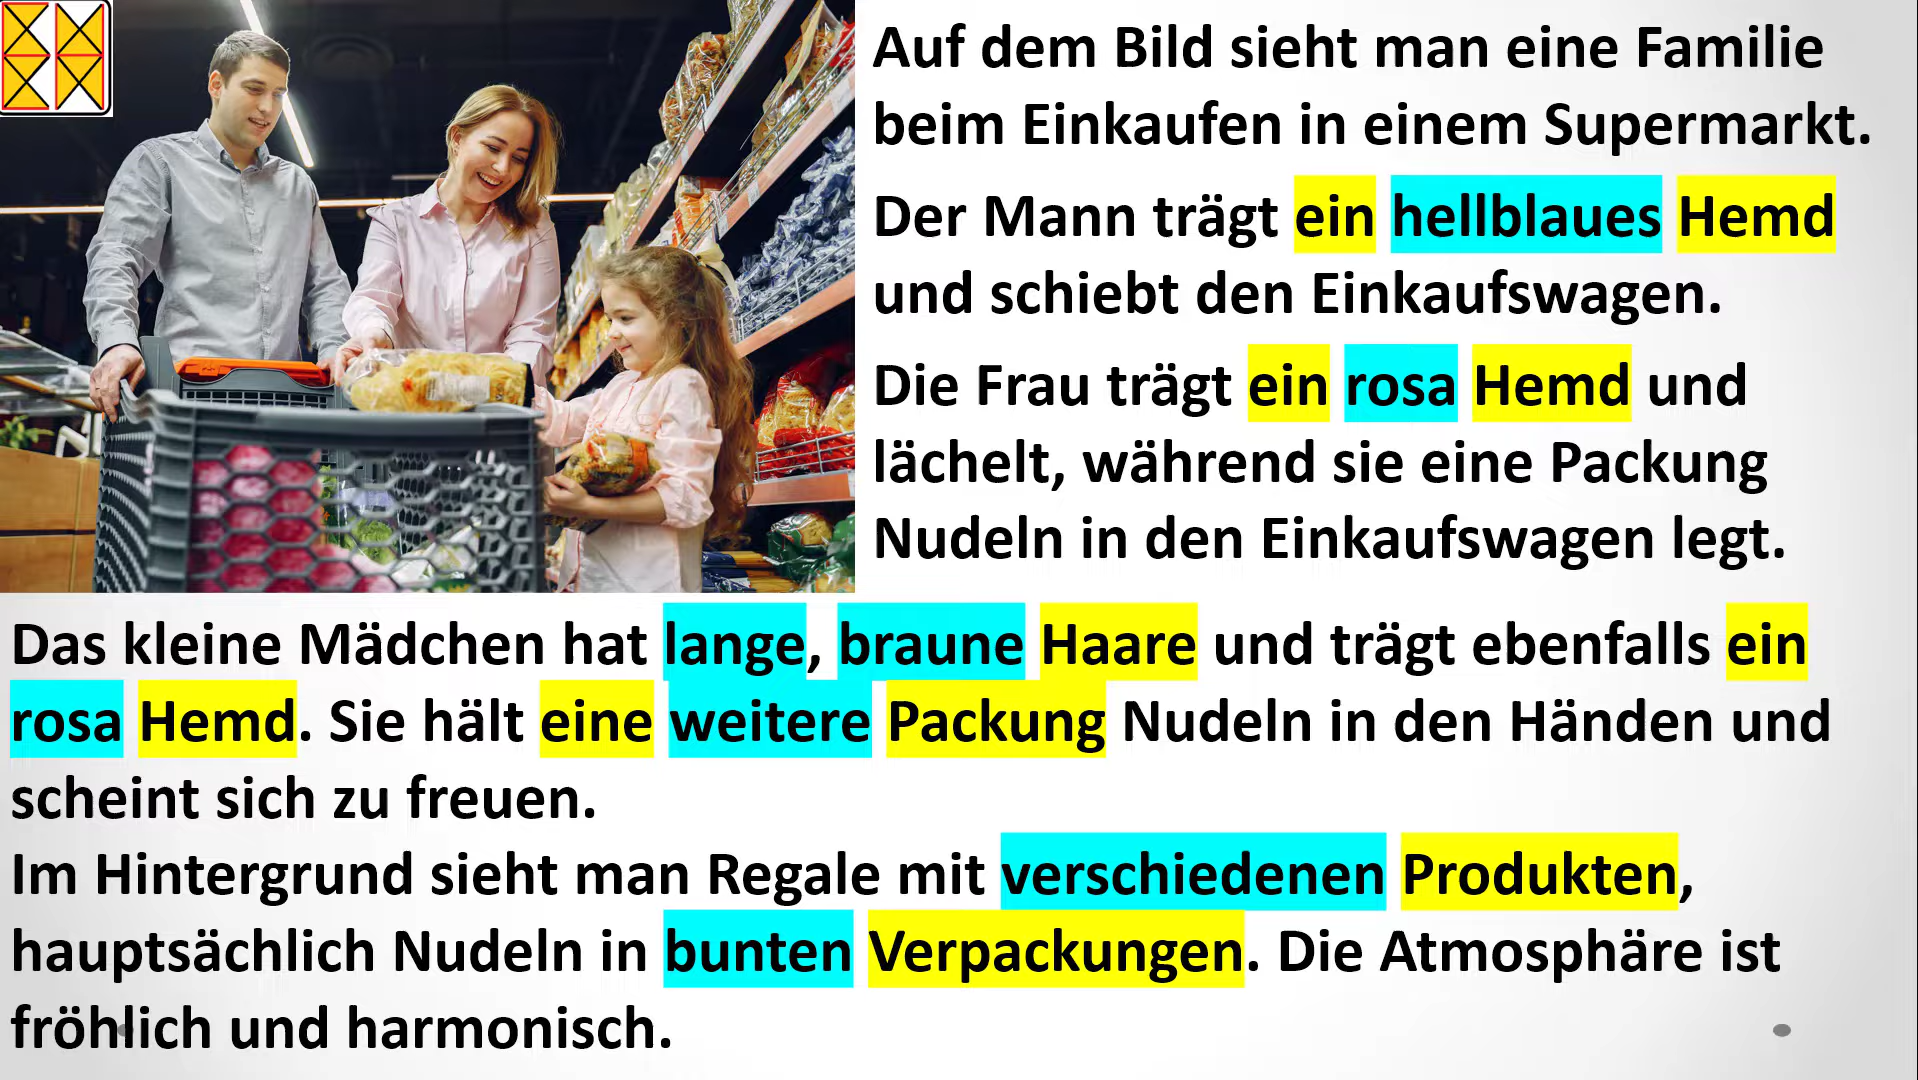 Auf dem Bild sieht man eine Familie
beim Einkaufen in einem Supermarkt.
Der Mann trägt ein hellblaues Hemd
und schiebt den Einkaufswagen.
Die Frau trägt ein rosa Hemd und
lächelt, während sie eine Packung
Nudeln in den Einkaufswagen legt.
Das kleine Mädchen hat lange, braune Haare und trägt ebenfalls ein
rosa Hemd. Sie hält eine weitere Packung Nudeln in den Händen und
scheint sich zu freuen.
Im Hintergrund sieht man Regale mit verschiedenen Produkten,
hauptsächlich Nudeln in bunten Verpackungen. Die Atmosphäre ist
fröhlich und harmonisch.